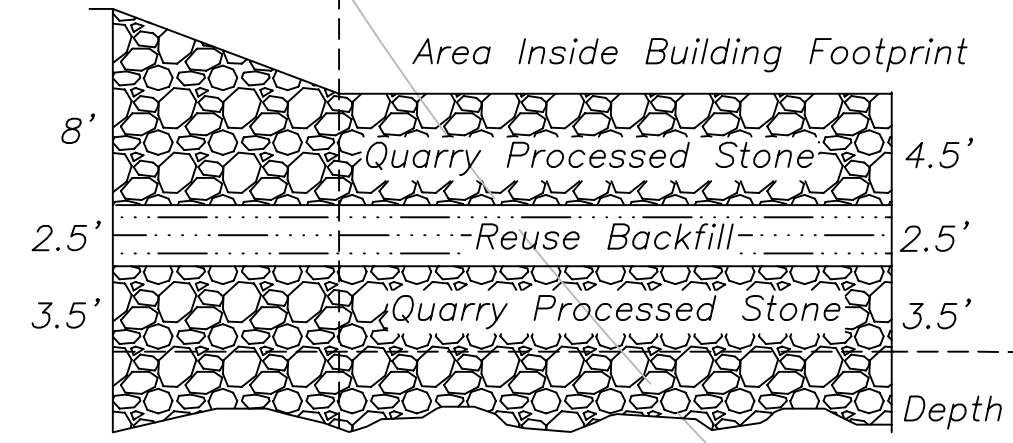 Area Inside Building Footprint
8' Quarry Processed Stone 4.5'
2.5' Reuse Backfill 2.5'
3.5' Quarry Processed Stone 3.5'
Depth